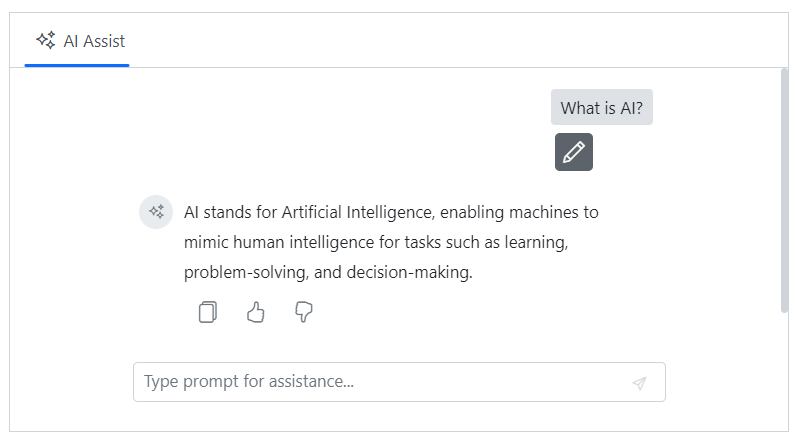 AI Assist
What is AI?
AI stands for Artificial Intelligence, enabling machines to
mimic human intelligence for tasks such as learning,
problem-solving, and decision-making.
Type prompt for assistance...